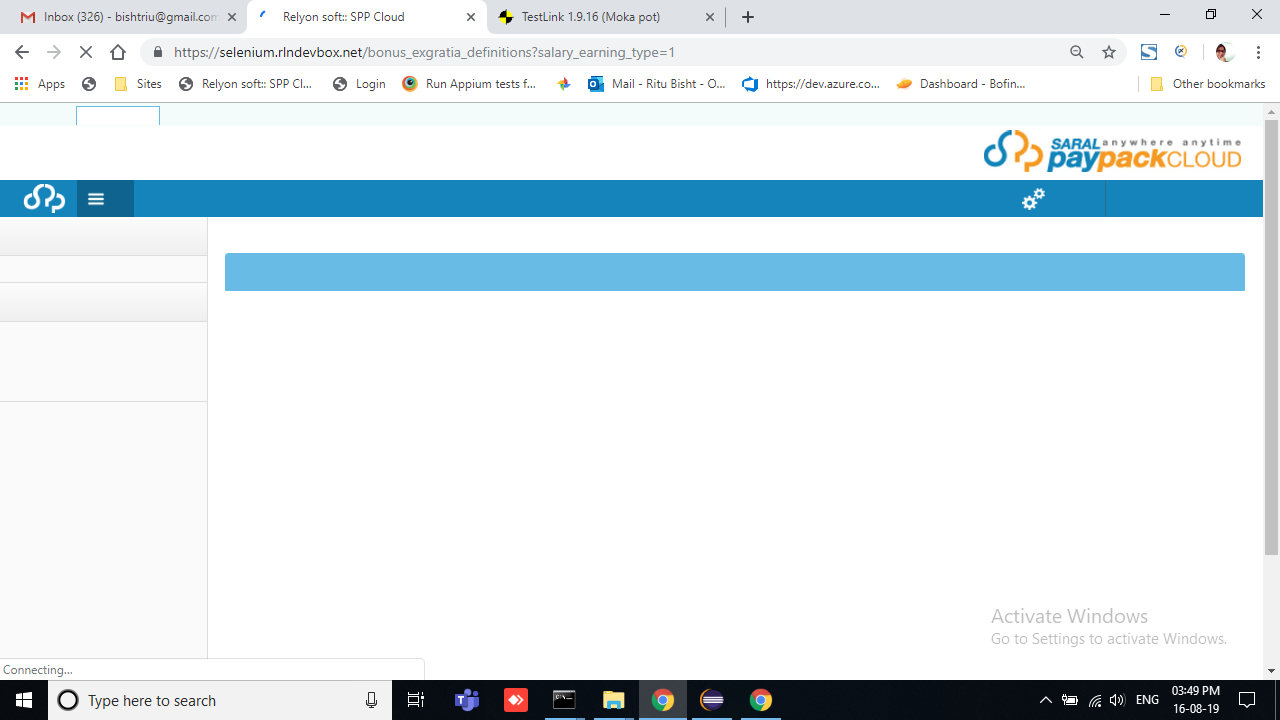 Inbox (326) - bishtriu@gmail.com
Relyon soft:: SPP Cloud
TestLink 1.9.16 (Moka pot)
https://selenium.rlndevbox.net/bonus_exgratia_definitions?salary_earning_type=1
Apps
Sites
Relyon soft:: SPP Cl...
Login
Run Appium tests f...
Mail - Ritu Bisht - O...
https://dev.azure.co...
Dashboard - Bofin...
Other bookmarks
SARAL anywhere anytime
paypackCLOUD
Activate Windows
Go to Settings to activate Windows.
Connecting...
Type here to search
ENG
03:49 PM
16-08-19